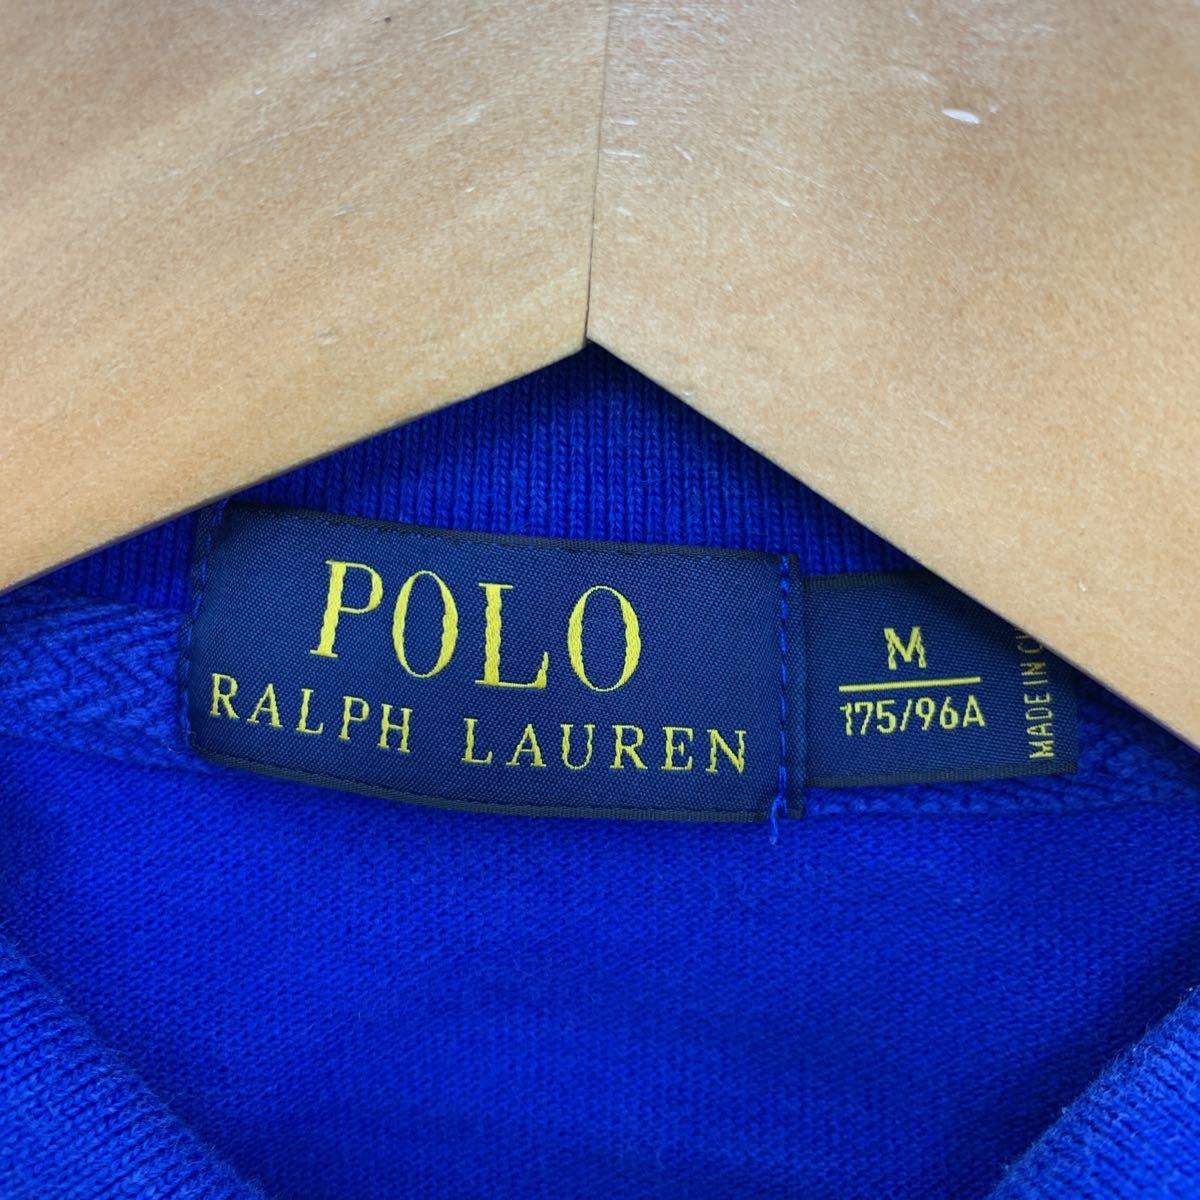 POLO
RALPH LAUREN
M
175/96A
MADE IN